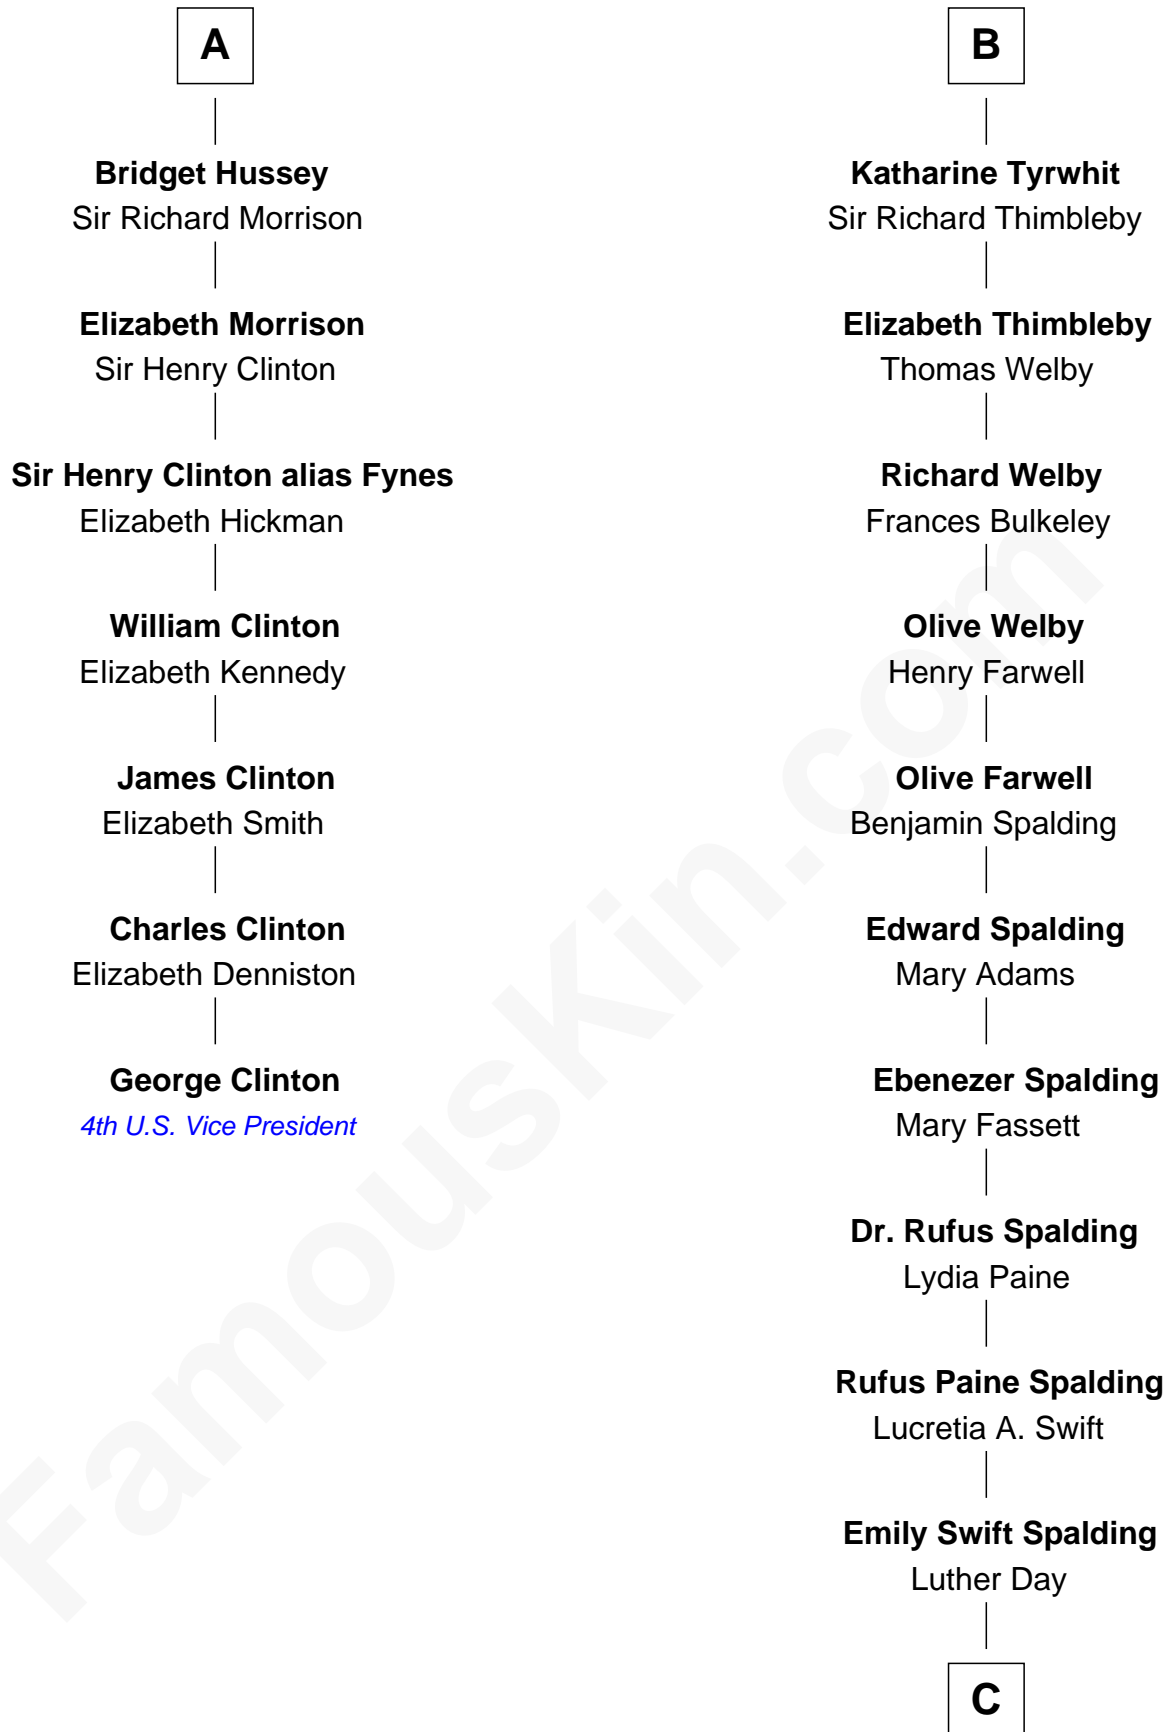 A
Bridget Hussey
Sir Richard Morrison
Elizabeth Morrison
Sir Henry Clinton
Sir Henry Clinton alias Fynes
Elizabeth Hickman
William Clinton
Elizabeth Kennedy
James Clinton
Elizabeth Smith
Charles Clinton
Elizabeth Denniston
George Clinton
4th U.S. Vice President
B
Katharine Tyrwhit
Sir Richard Thimbleby
Elizabeth Thimbleby
Thomas Welby
Richard Welby
Frances Bulkeley
Olive Welby
Henry Farwell
Olive Farwell
Benjamin Spalding
Edward Spalding
Mary Adams
Ebenezer Spalding
Mary Fassett
Dr. Rufus Spalding
Lydia Paine
Rufus Paine Spalding
Lucretia A. Swift
Emily Swift Spalding
Luther Day
C
FamousKin.com